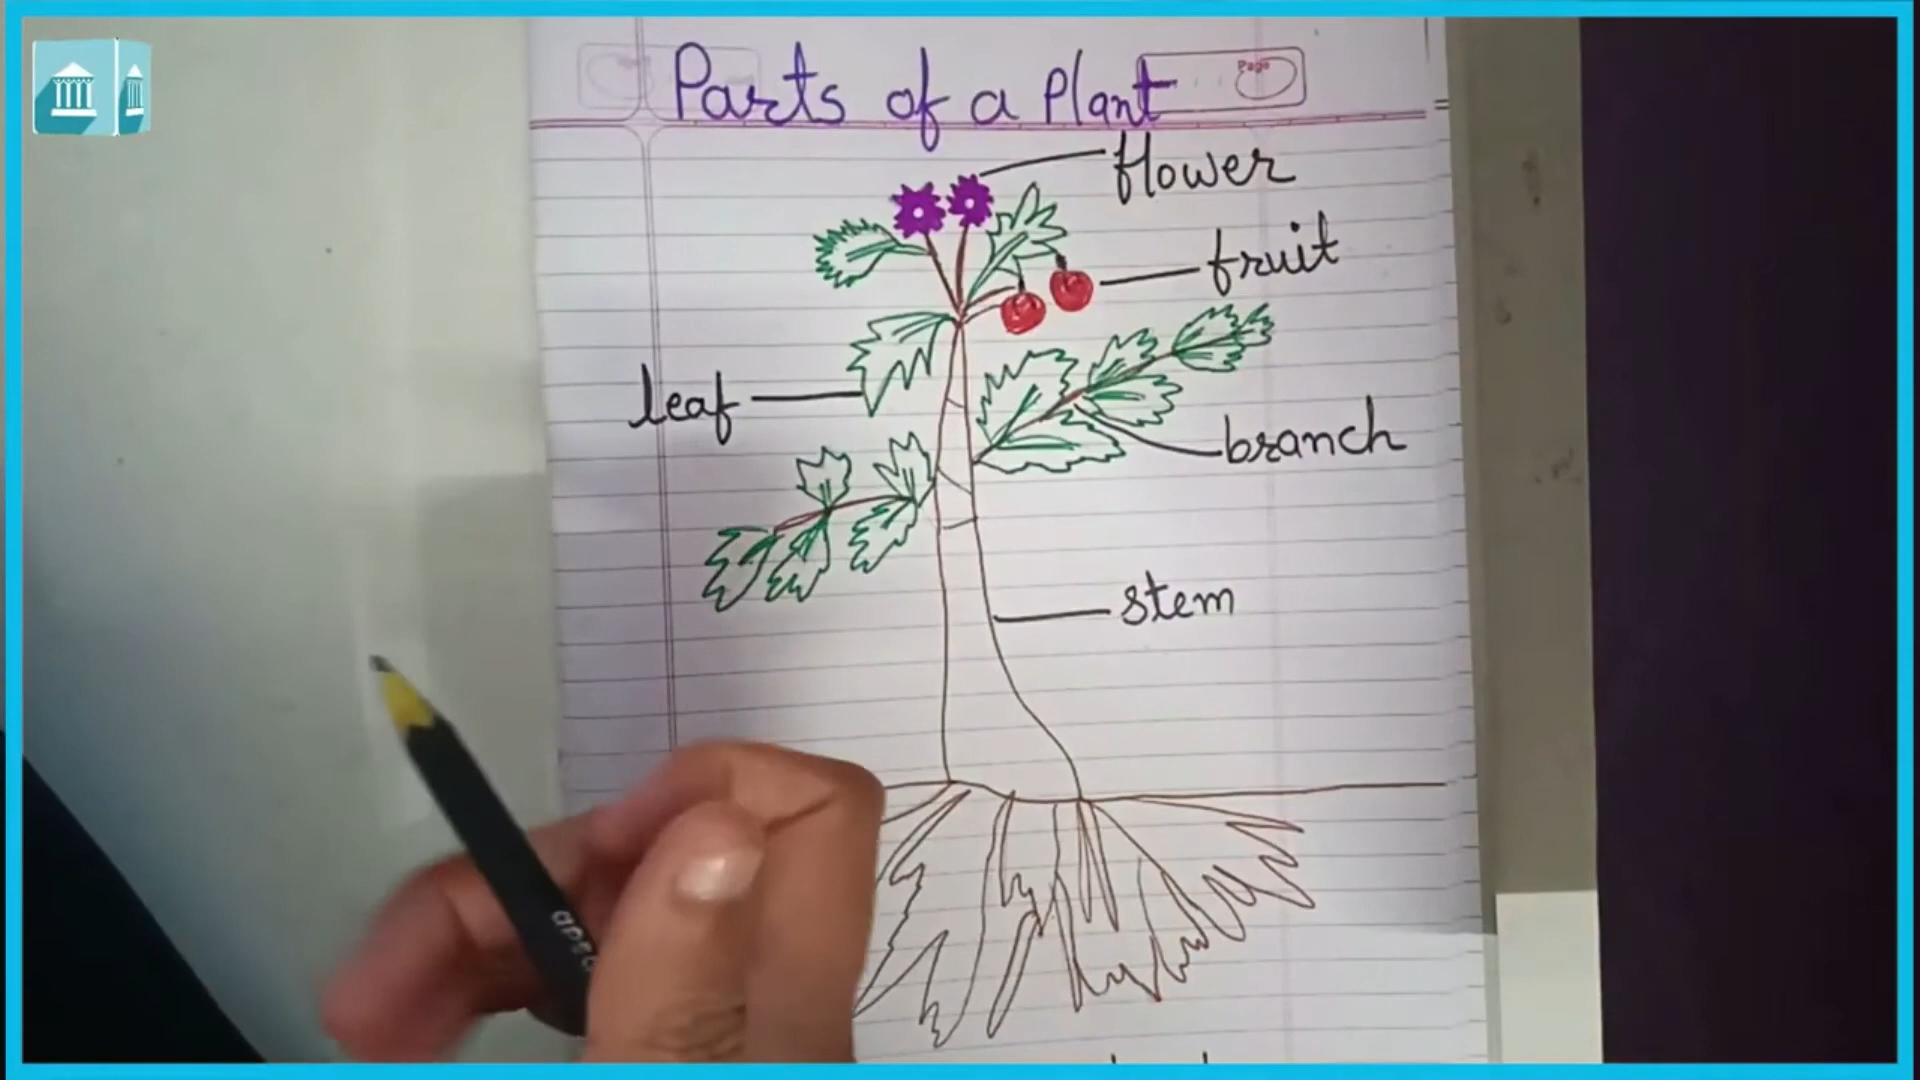 Parts of a Plant
Page
flower
fruit
leaf
branch
stem